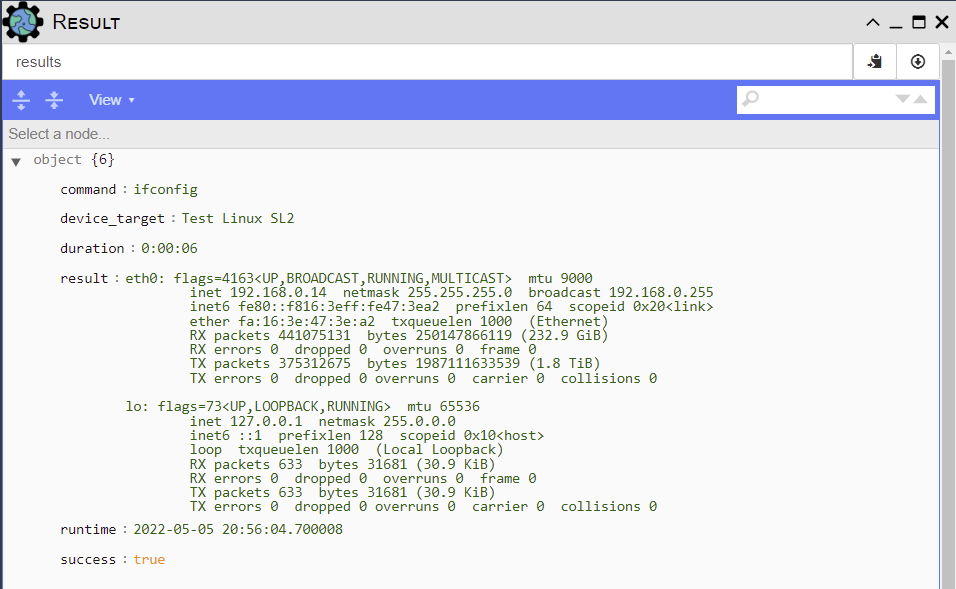 Result
results
View
Select a node...
object {6}
command : ifconfig
device_target : Test Linux SL2
duration : 0:00:06
result : eth0: flags=4163<UP,BROADCAST,RUNNING,MULTICAST>  mtu 9000
inet 192.168.0.14  netmask 255.255.255.0  broadcast 192.168.0.255
inet6 fe80::f816:3eff:fe47:3ea2  prefixlen 64  scopeid 0x20<link>
ether fa:16:3e:47:3e:a2  txqueuelen 1000  (Ethernet)
RX packets 441075131  bytes 250147866119 (232.9 GiB)
RX errors 0  dropped 0  overruns 0  frame 0
TX packets 375312675  bytes 1987111633539 (1.8 TiB)
TX errors 0  dropped 0 overruns 0  carrier 0  collisions 0
lo: flags=73<UP,LOOPBACK,RUNNING>  mtu 65536
inet 127.0.0.1  netmask 255.0.0.0
inet6 ::1  prefixlen 128  scopeid 0x10<host>
loop  txqueuelen 1000  (Local Loopback)
RX packets 633  bytes 31681 (30.9 KiB)
RX errors 0  dropped 0  overruns 0  frame 0
TX packets 633  bytes 31681 (30.9 KiB)
TX errors 0  dropped 0 overruns 0  carrier 0  collisions 0
runtime : 2022-05-05 20:56:04.700008
success : true